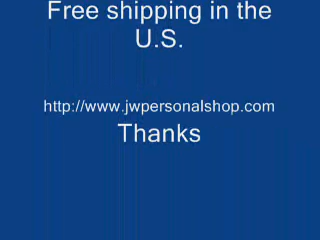 Free shipping in the
U.S.
http://www.jwpersonalshop.com
Thanks